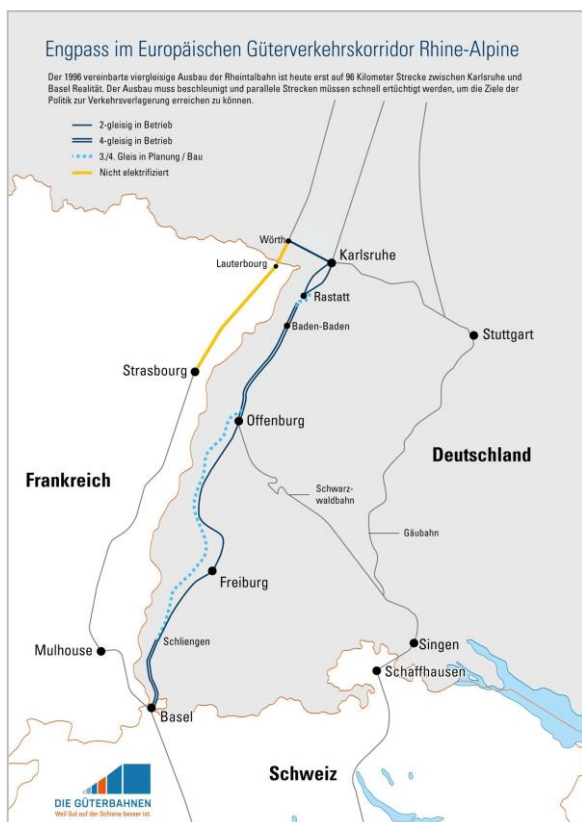 Engpass im Europäischen Güterverkehrskorridor Rhine-Alpine
Der 1996 vereinbarte viergleisige Ausbau der Rheintalbahn ist heute erst auf 96 Kilometer Strecke zwischen Karlsruhe und
Basel Realität. Der Ausbau muss beschleunigt und parallele Strecken müssen schnell ertüchtigt werden, um die Ziele der
Politik zur Verkehrsverlagerung erreichen zu können.
2-gleisig in Betrieb
4-gleisig in Betrieb
3./4. Gleis in Planung / Bau
Nicht elektrifiziert
Wörth
Karlsruhe
Lauterbourg
Rastatt
Baden-Baden
Stuttgart
Strasbourg
Offenburg
Deutschland
Frankreich
Schwarz-
waldbahn
Gäubahn
Freiburg
Schliengen
Mulhouse
Singen
Schaffhausen
Basel
Schweiz
DIE GÜTERBAHNEN
Weil Gut auf der Schiene besser ist.